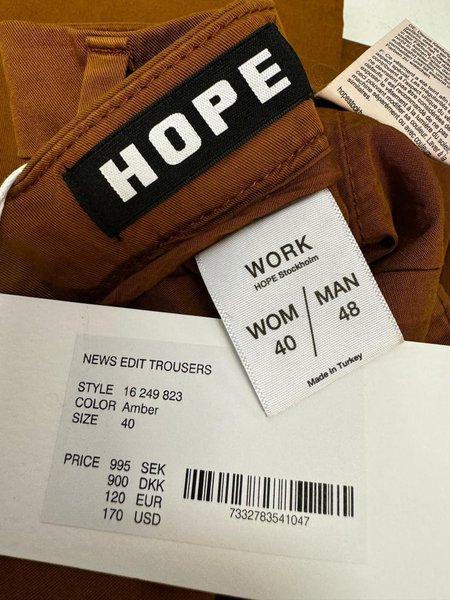 HOPE
WORK
HOPE Stockholm
WOM / MAN
40 48
Made in Turkey
NEWS EDIT TROUSERS
STYLE 16 249 823
COLOR Amber
SIZE 40
PRICE 995 SEK
900 DKK
120 EUR
170 USD
7332783541047